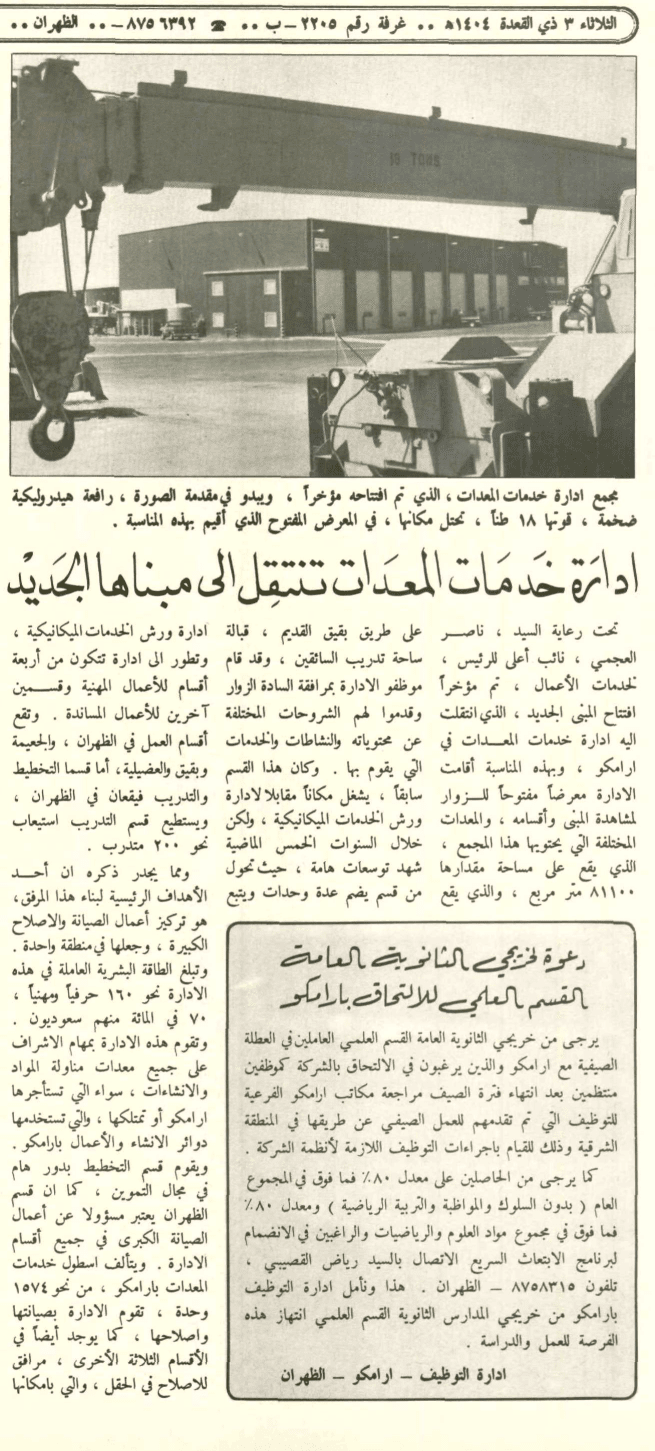 الثلاثاء ٣ ذي القعدة ١٤٠٤هـ •• غرفة رقم ٢٢٠٥ – ب •• ☎ ٨٧٥٦٣٩٢ – •• الظهران ••
18 TONS
مجمع ادارة خدمات المعدات ، الذي تم افتتاحه مؤخراً ، ويبدو في مقدمة الصورة ، رافعة هيدروليكية
ضخمة ، قوتها ١٨ طناً ، تحتل مكانها ، في المعرض المفتوح الذي أقيم بهذه المناسبة .
ادارة خدمات المعدات تنتقل الى مبناها الجديد
تحت رعاية السيد ، ناصر
العجمي ، نائب أعلى للرئيس ،
لخدمات الأعمال ، تم مؤخراً
افتتاح المبنى الجديد ، الذي انتقلت
اليه ادارة خدمات المعدات في
ارامكو ، وبهذه المناسبة أقامت
الادارة معرضاً مفتوحاً للزوار
لمشاهدة المبنى وأقسامه ، والمعدات
المختلفة التي يحتويها هذا المجمع ،
الذي يقع على مساحة مقدارها
٨١١٠٠ متر مربع ، والذي يقع
على طريق بقيق القديم ، قبالة
ساحة تدريب السائقين ، وقد قام
موظفو الادارة بمرافقة السادة الزوار
وقدموا لهم الشروحات المختلفة
عن محتوياته والنشاطات والخدمات
التي يقوم بها . وكان هذا القسم
سابقاً ، يشغل مكاناً مقابلا لادارة
ورش الخدمات الميكانيكية ، ولكن
خلال السنوات الخمس الماضية
شهد توسعات هامة ، حيث تحول
من قسم يضم عدة وحدات ويتبع
ادارة ورش الخدمات الميكانيكية ،
وتطور الى ادارة تتكون من أربعة
أقسام للأعمال المهنية وقسمين
آخرين للأعمال المساندة . وتقع
أقسام العمل في الظهران ، والجعيمة
وبقيق والعضيلية، أما قسما التخطيط
والتدريب فيقعان في الظهران ،
ويستطيع قسم التدريب استيعاب
نحو ٢٠٠ متدرب .
ومما يجدر ذكره ان أحد
الأهداف الرئيسية لبناء هذا المرفق،
هو تركيز أعمال الصيانة والاصلاح
الكبيرة ، وجعلها في منطقة واحدة .
وتبلغ الطاقة البشرية العاملة في هذه
الادارة نحو ١٦٠ حرفياً ومهنياً ،
٧٠ في المائة منهم سعوديون .
وتقوم هذه الادارة بمهام الاشراف
على جميع معدات مناولة المواد
والانشاءات ، سواء التي تستأجرها
ارامكو أو تمتلكها ، والتي تستخدمها
دوائر الانشاء والأعمال بارامكو .
ويقوم قسم التخطيط بدور هام
في مجال التموين ، كما ان قسم
الظهران يعتبر مسؤولا عن أعمال
الصيانة الكبرى في جميع أقسام
الادارة . ويتألف اسطول خدمات
المعدات بارامكو ، من نحو ١٥٧٤
وحدة ، تقوم الادارة بصيانتها
واصلاحها ، كما يوجد أيضاً في
الأقسام الثلاثة الأخرى ، مرافق
للاصلاح في الحقل ، والتي بامكانها
دعوة لخريجي الثانوية العامة
القسم العلمي للالتحاق بارامكو
يرجى من خريجي الثانوية العامة القسم العلمي العاملين في العطلة
الصيفية مع ارامكو والذين يرغبون في الالتحاق بالشركة كموظفين
منتظمين بعد انتهاء فترة الصيف مراجعة مكاتب ارامكو الفرعية
للتوظيف التي تم تقدمهم للعمل الصيفي عن طريقها في المنطقة
الشرقية وذلك للقيام باجراءات التوظيف اللازمة لأنظمة الشركة .
كما يرجى من الحاصلين على معدل ٨٠٪ فما فوق في المجموع
العام ( بدون السلوك والمواظبة والتربية الرياضية ) ومعدل ٨٠٪
فما فوق في مجموع مواد العلوم والرياضيات والراغبين في الانضمام
لبرنامج الابتعاث السريع الاتصال بالسيد رياض القصيبي ،
تلفون ٨٧٥٨٣١٥ – الظهران . هذا ونأمل ادارة التوظيف
بارامكو من خريجي المدارس الثانوية القسم العلمي انتهاز هذه
الفرصة للعمل والدراسة .
ادارة التوظيف – ارامكو – الظهران